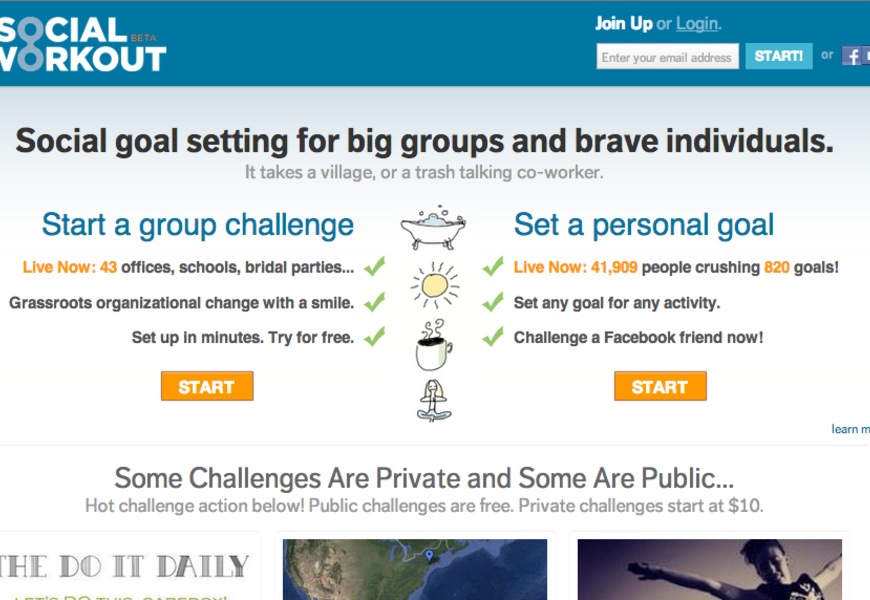 SOCIAL
WORKOUT
BETA
Join Up or Login.
Enter your email address
START!
or
Social goal setting for big groups and brave individuals.
It takes a village, or a trash talking co-worker.
Start a group challenge
Live Now: 43 offices, schools, bridal parties...
Grassroots organizational change with a smile.
Set up in minutes. Try for free.
START
Set a personal goal
Live Now: 41,909 people crushing 820 goals!
Set any goal for any activity.
Challenge a Facebook friend now!
START
learn m
Some Challenges Are Private and Some Are Public...
Hot challenge action below! Public challenges are free. Private challenges start at $10.
THE DO IT DAILY
LET'S DO THIS,